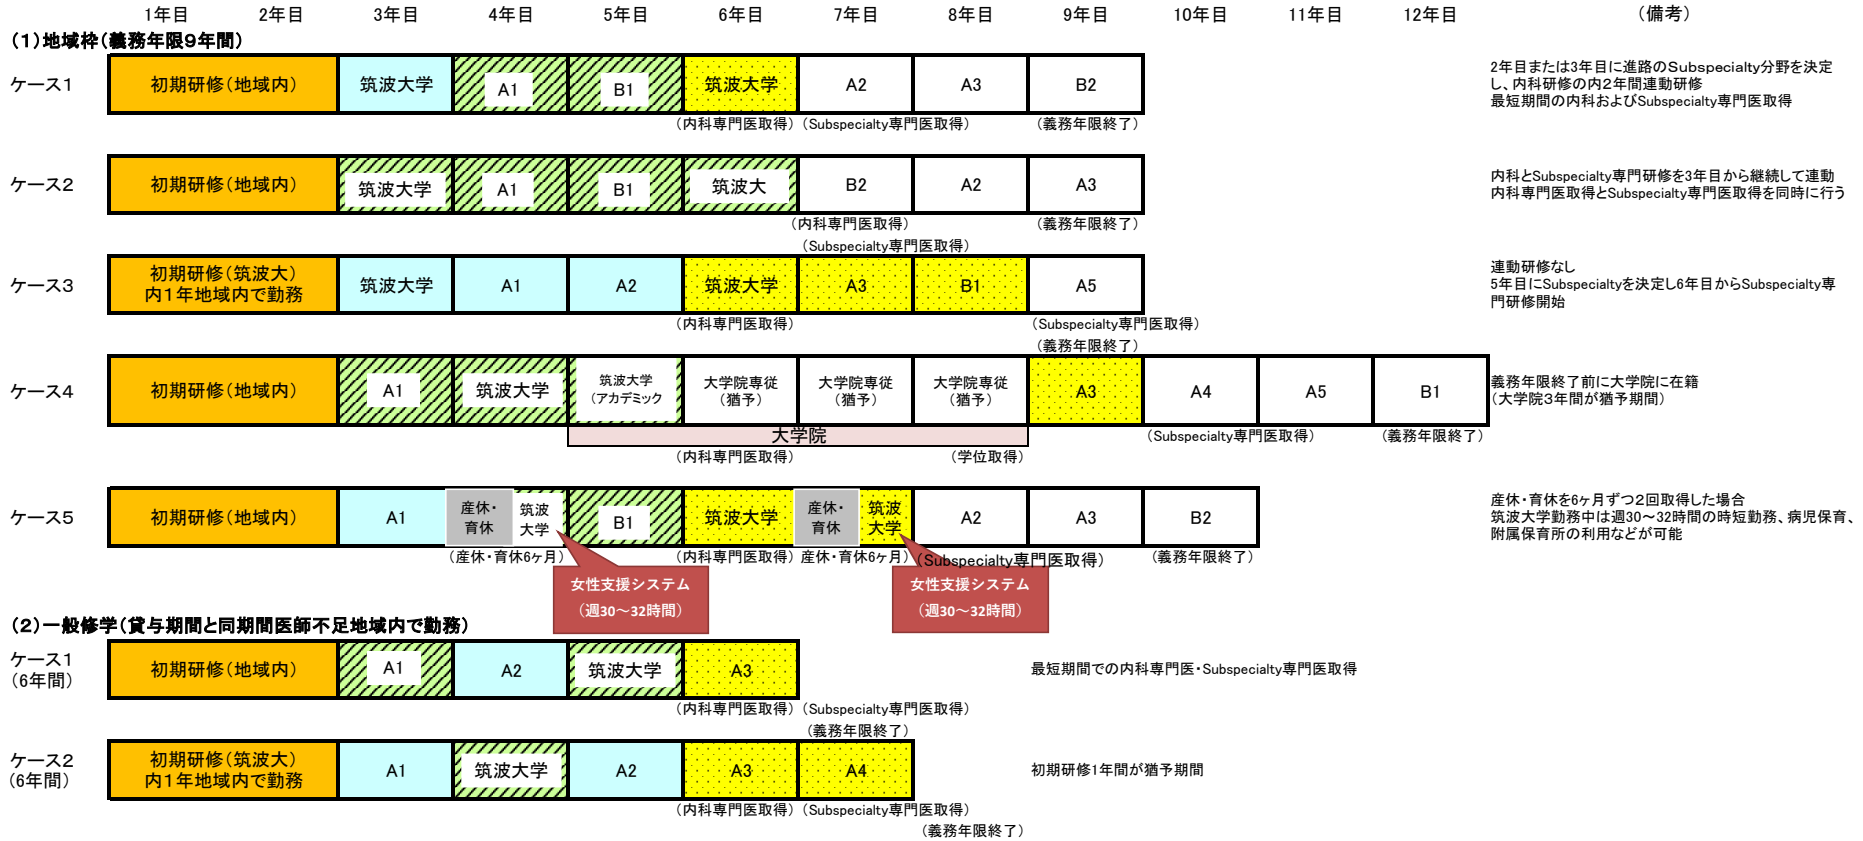 1年目 2年目 3年目 4年目 5年目 6年目 7年目 8年目 9年目 10年目 11年目 12年目 （備考）
（1）地域枠（義務年限9年間）
ケース1 初期研修（地域内） 筑波大学 A1 B1 筑波大学 A2 A3 B2
2年目または3年目に進路のSubspecialty分野を決定
し、内科研修の内2年間連動研修
最短期間の内科およびSubspecialty専門医取得
（内科専門医取得） （Subspecialty専門医取得） （義務年限終了）
ケース2 初期研修（地域内） 筑波大学 A1 B1 筑波大 B2 A2 A3
内科とSubspecialty専門研修を3年目から継続して連動
内科専門医取得とSubspecialty専門医取得を同時に行う
（内科専門医取得） （義務年限終了）
（Subspecialty専門医取得）
ケース3 初期研修（筑波大） 筑波大学 A1 A2 筑波大学 A3 B1 A5
内1年地域内で勤務
連動研修なし
5年目にSubspecialtyを決定し6年目からSubspecialty専
門研修開始
（内科専門医取得） （Subspecialty専門医取得）
（義務年限終了）
ケース4 初期研修（地域内） A1 筑波大学 筑波大学 大学院専従 大学院専従 大学院専従 A3 A4 A5 B1
（アカデミック （猶予） （猶予） （猶予）
義務年限終了前に大学院に在籍
（大学院3年間が猶予期間）
大学院 （Subspecialty専門医取得） （義務年限終了）
（内科専門医取得） （学位取得）
ケース5 初期研修（地域内） A1 産休・ 筑波 B1 筑波大学 産休・ 筑波 A2 A3 B2
育休 大学 育休 大学
産休・育休を6ヶ月ずつ2回取得した場合
筑波大学勤務中は週30～32時間の時短勤務、病児保育、
附属保育所の利用などが可能
（産休・育休6ヶ月） （内科専門医取得） 産休・育休6ヶ月） （Subspecialty専門医取得） （義務年限終了）
女性支援システム 女性支援システム
（週30～32時間） （週30～32時間）
（2）一般修学（貸与期間と同期間医師不足地域内で勤務）
ケース1 初期研修（地域内） A1 A2 筑波大学 A3 最短期間での内科専門医・Subspecialty専門医取得
（6年間）
（内科専門医取得） （Subspecialty専門医取得）
（義務年限終了）
ケース2 初期研修（筑波大） A1 筑波大学 A2 A3 A4 初期研修1年間が猶予期間
（6年間） 内1年地域内で勤務
（内科専門医取得） （Subspecialty専門医取得）
（義務年限終了）